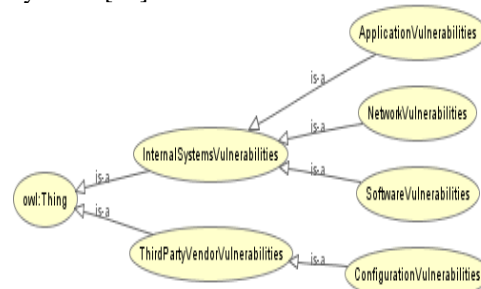 ApplicationVulnerabilities
is-a
NetworkVulnerabilities
is-a
InternalSystemsVulnerabilities
is-a
is-a
SoftwareVulnerabilities
owl:Thing
is-a
ThirdPartyVendorVulnerabilities
is-a
ConfigurationVulnerabilities